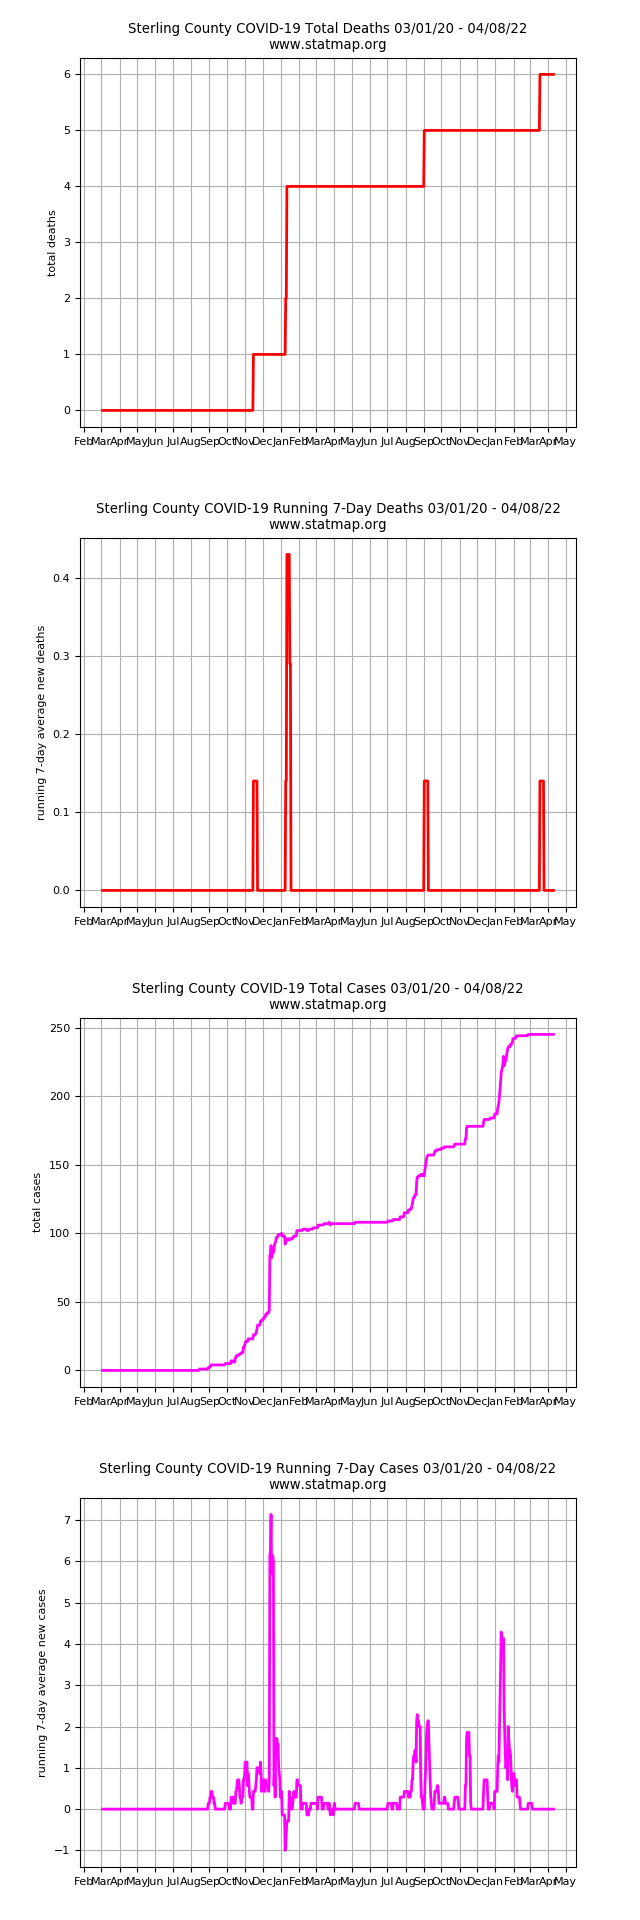 Sterling County COVID-19 Total Deaths 03/01/20 - 04/08/22
www.statmap.org
6
5
4
3
2
1
0
total deaths
Feb Mar Apr May Jun Jul Aug Sep Oct Nov Dec Jan Feb Mar Apr May Jun Jul Aug Sep Oct Nov Dec Jan Feb Mar Apr May
Sterling County COVID-19 Running 7-Day Deaths 03/01/20 - 04/08/22
www.statmap.org
0.4
0.3
0.2
0.1
0.0
running 7-day average new deaths
Feb Mar Apr May Jun Jul Aug Sep Oct Nov Dec Jan Feb Mar Apr May Jun Jul Aug Sep Oct Nov Dec Jan Feb Mar Apr May
Sterling County COVID-19 Total Cases 03/01/20 - 04/08/22
www.statmap.org
250
200
150
100
50
0
total cases
Feb Mar Apr May Jun Jul Aug Sep Oct Nov Dec Jan Feb Mar Apr May Jun Jul Aug Sep Oct Nov Dec Jan Feb Mar Apr May
Sterling County COVID-19 Running 7-Day Cases 03/01/20 - 04/08/22
www.statmap.org
7
6
5
4
3
2
1
0
−1
running 7-day average new cases
Feb Mar Apr May Jun Jul Aug Sep Oct Nov Dec Jan Feb Mar Apr May Jun Jul Aug Sep Oct Nov Dec Jan Feb Mar Apr May